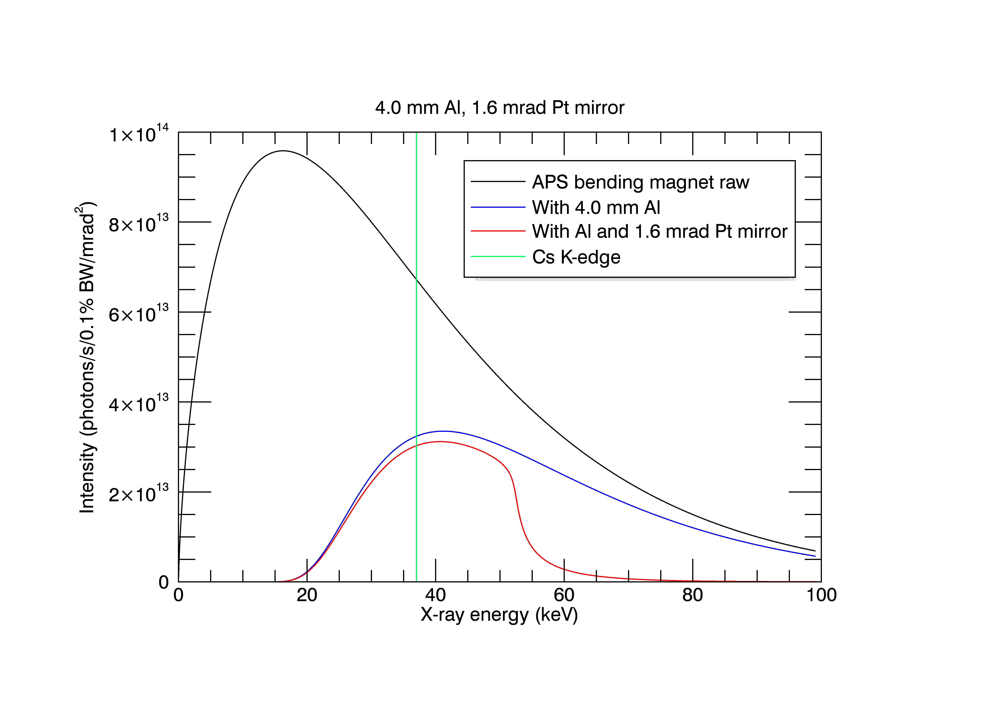 4.0 mm Al, 1.6 mrad Pt mirror
1×10¹⁴
8×10¹³
6×10¹³
4×10¹³
2×10¹³
0
Intensity (photons/s/0.1% BW/mrad²)
APS bending magnet raw
With 4.0 mm Al
With Al and 1.6 mrad Pt mirror
Cs K-edge
0 20 40 60 80 100
X-ray energy (keV)